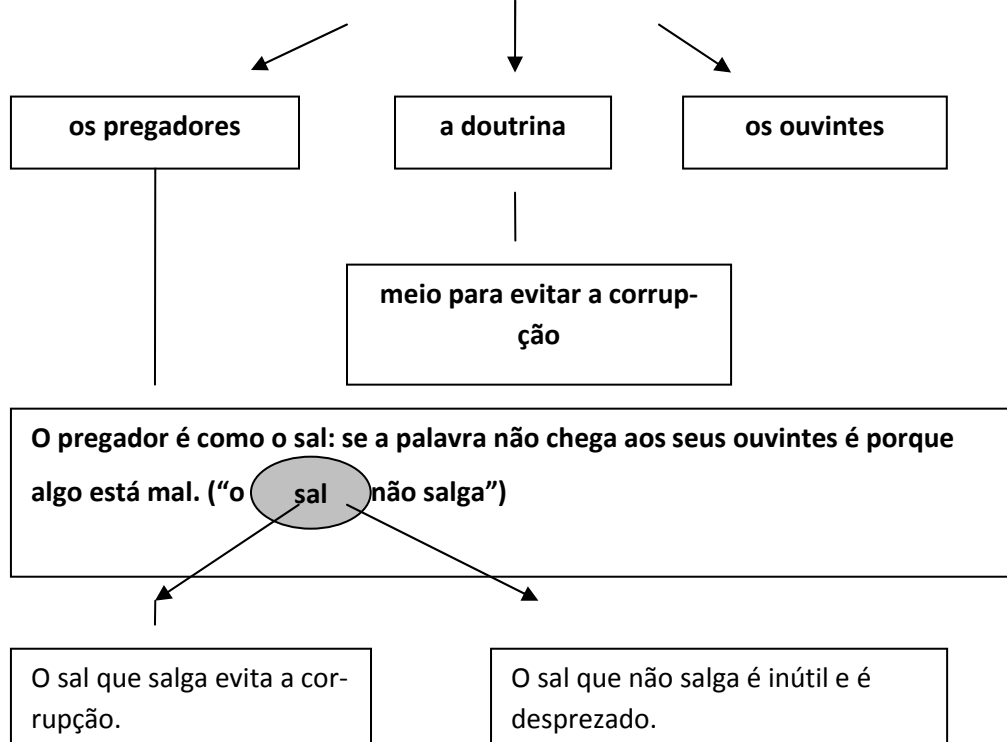 os pregadores
a doutrina
os ouvintes
meio para evitar a corrup-
ção
O pregador é como o sal: se a palavra não chega aos seus ouvintes é porque
algo está mal. (“o sal não salga”)
O sal que salga evita a cor-
rupção.
O sal que não salga é inútil e é
desprezado.